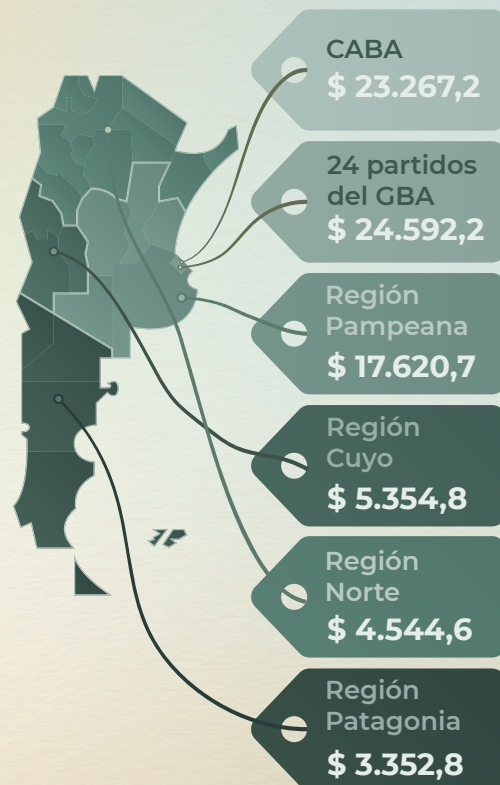 CABA
$ 23.267,2
24 partidos
del GBA
$ 24.592,2
Región
Pampeana
$ 17.620,7
Región
Cuyo
$ 5.354,8
Región
Norte
$ 4.544,6
Región
Patagonia
$ 3.352,8